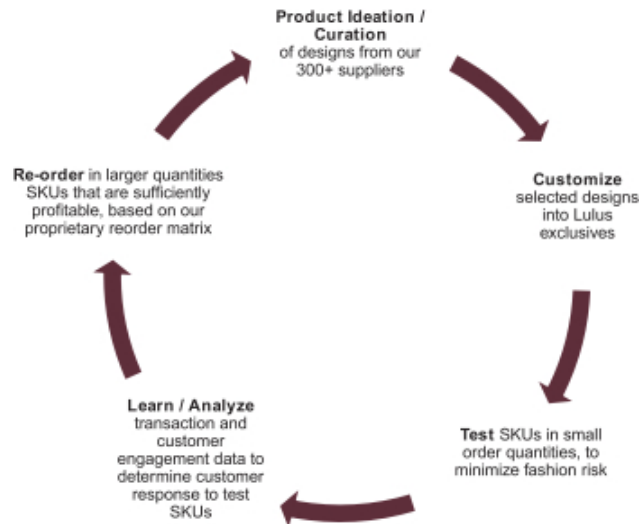 Product Ideation /
Curation
of designs from our
300+ suppliers
Customize
selected designs
into Lulus
exclusives
Test SKUs in small
order quantities, to
minimize fashion risk
Learn / Analyze
transaction and
customer
engagement data to
determine customer
response to test
SKUs
Re-order in larger quantities
SKUs that are sufficiently
profitable, based on our
proprietary reorder matrix